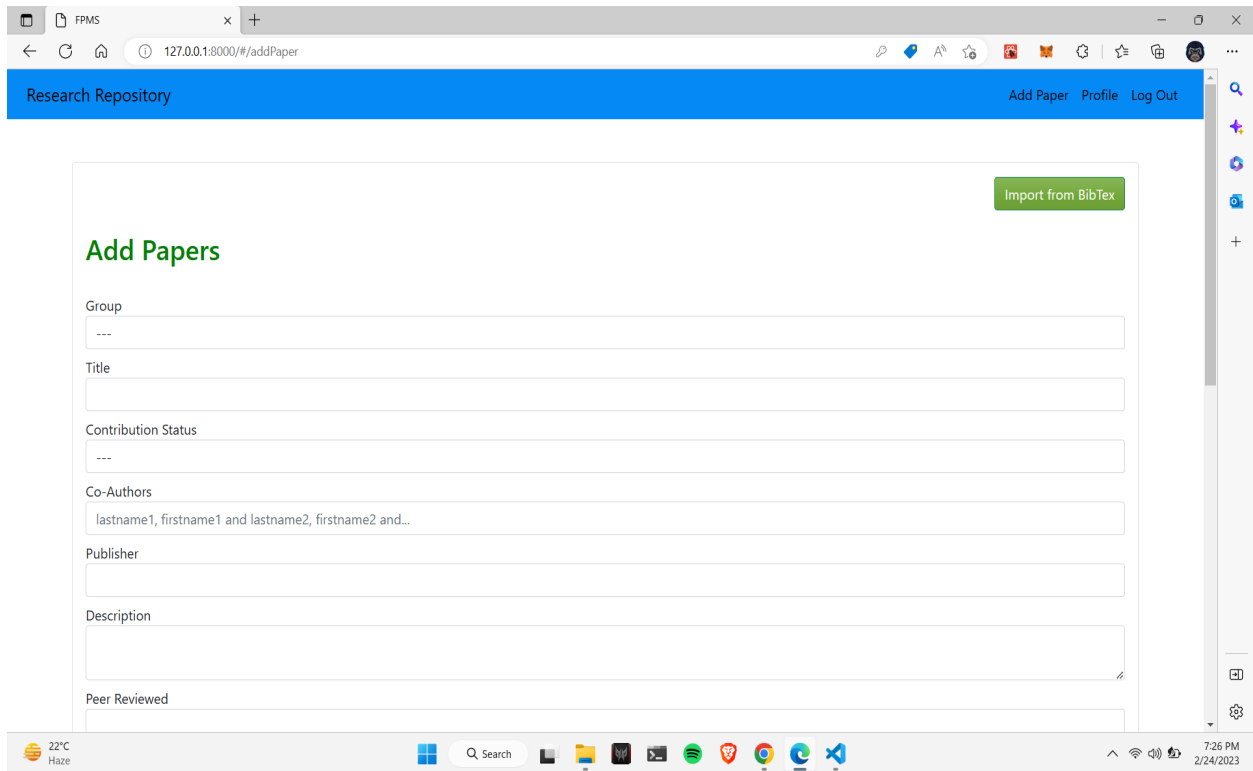 FPMS
127.0.0.1:8000/#/addPaper
Research Repository
Add Paper Profile Log Out
Import from BibTex
Add Papers
Group
---
Title
Contribution Status
---
Co-Authors
lastname1, firstname1 and lastname2, firstname2 and...
Publisher
Description
Peer Reviewed
22°C
Haze
Search
7:26 PM
2/24/2023